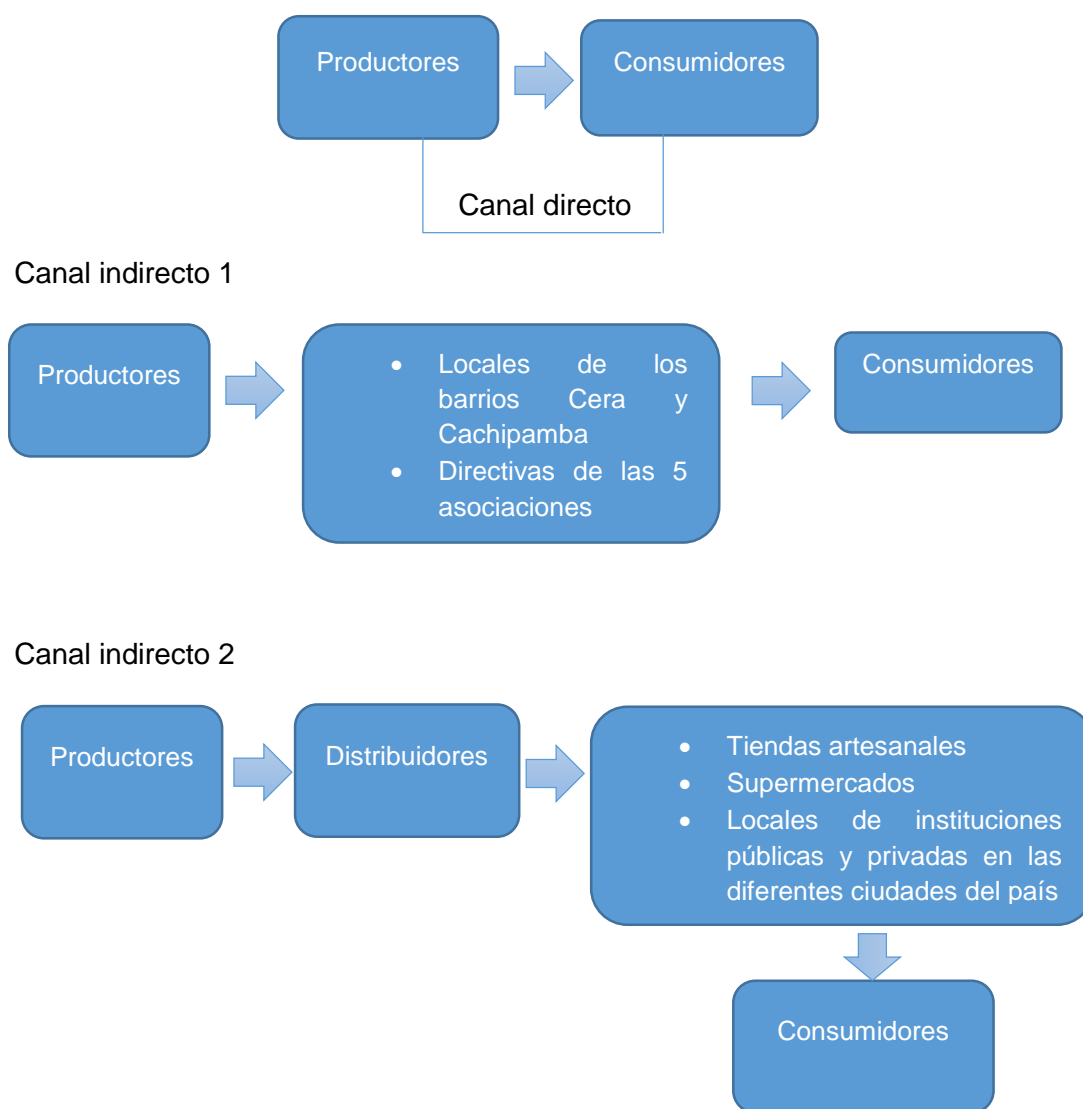 Productores
Consumidores
Canal directo
Canal indirecto 1
Productores
• Locales de los
barrios Cera y
Cachipamba
• Directivas de las 5
asociaciones
Consumidores
Canal indirecto 2
Productores
Distribuidores
• Tiendas artesanales
• Supermercados
• Locales de instituciones
públicas y privadas en las
diferentes ciudades del país
Consumidores